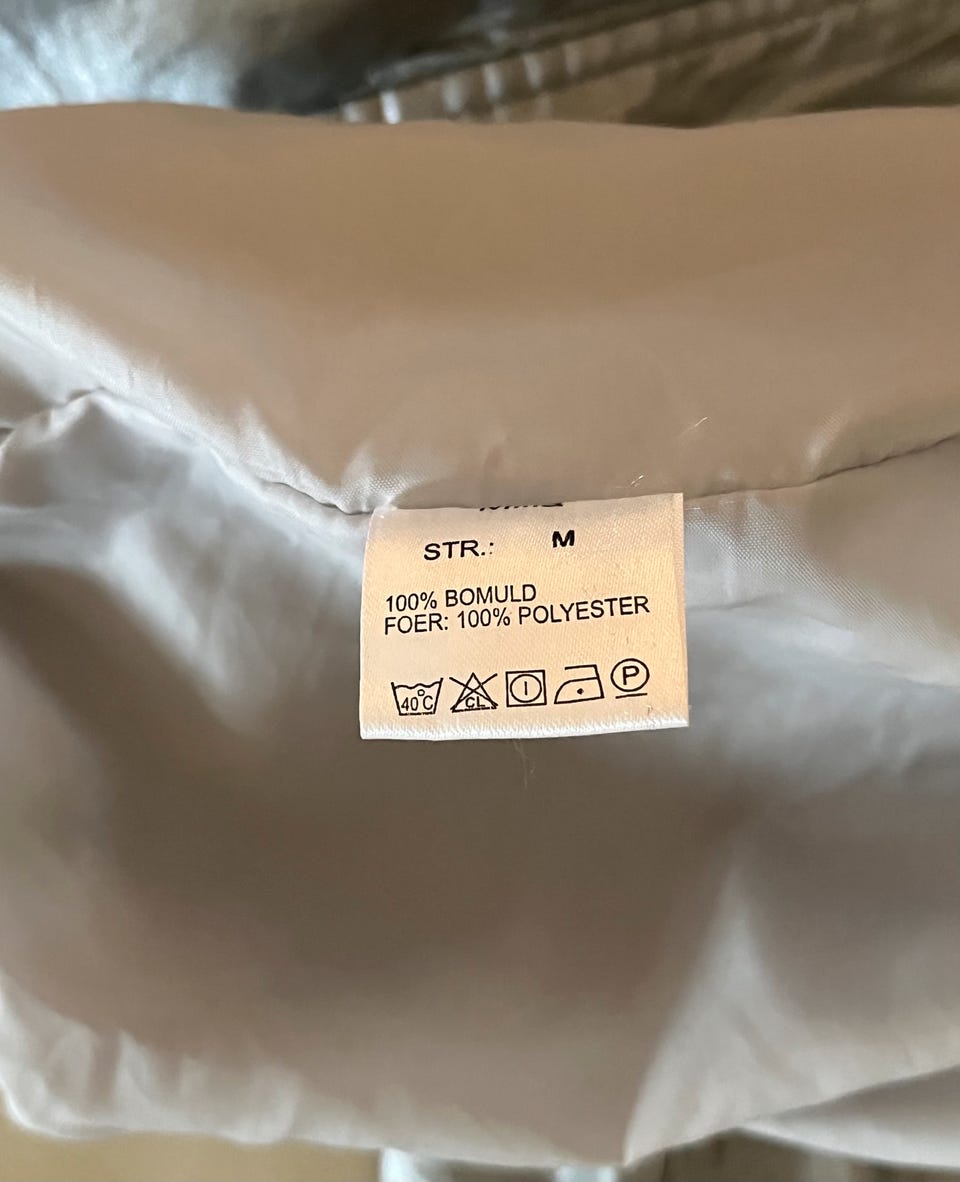 STR.: M
100% BOMULD
FOER: 100% POLYESTER
40°C CL P